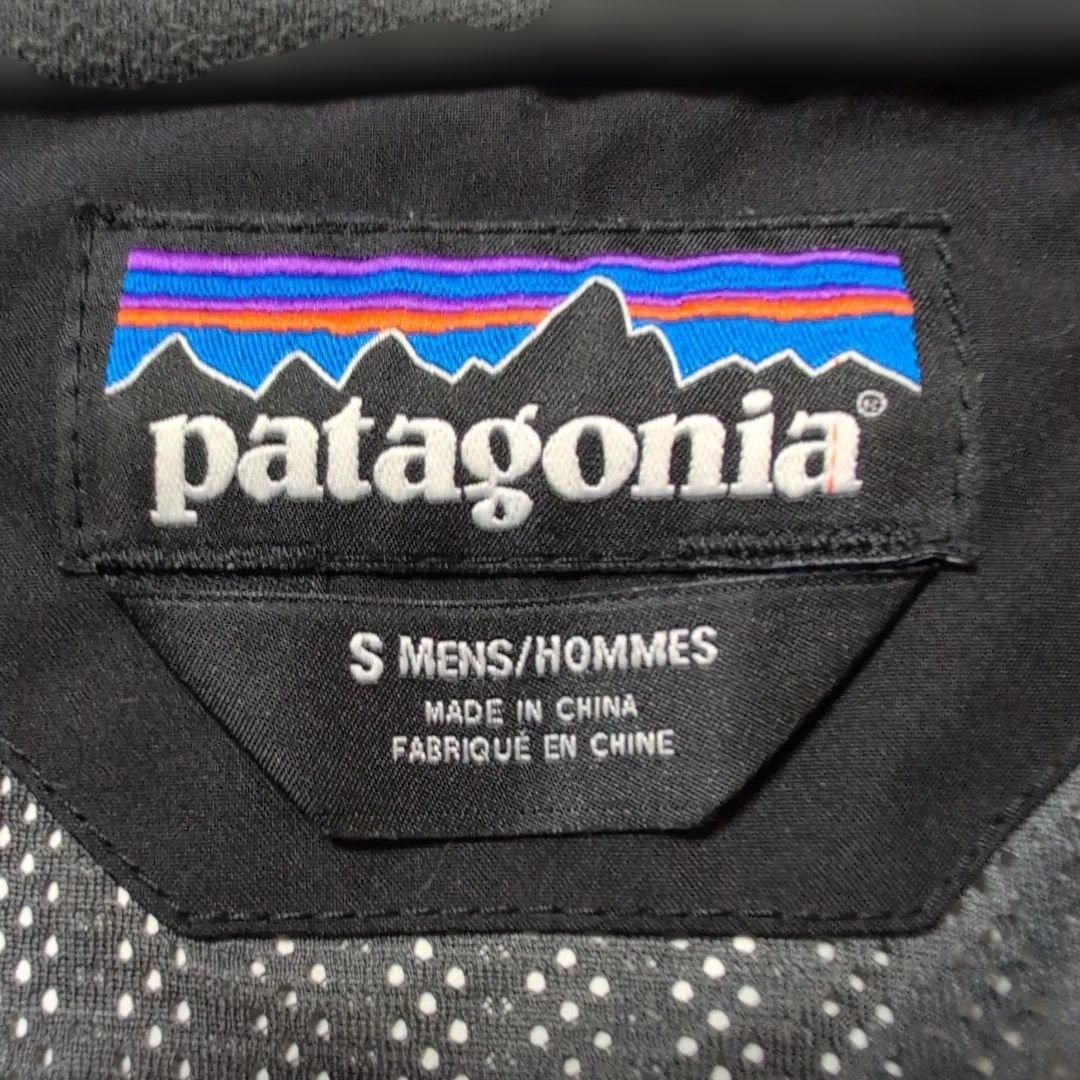 patagonia®
S MENS/HOMMES
MADE IN CHINA
FABRIQUÉ EN CHINE